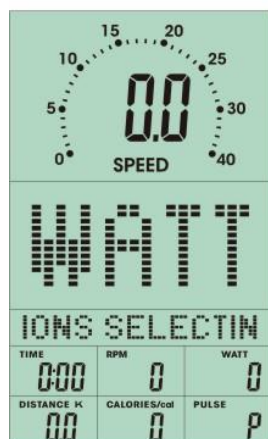 15 20
10 25
5 30
0 40
0.0
SPEED
WATT
IONS SELECTIN
TIME RPM WATT
0:00 0 0
DISTANCE K CALORIES/cal PULSE
0.0 0 P